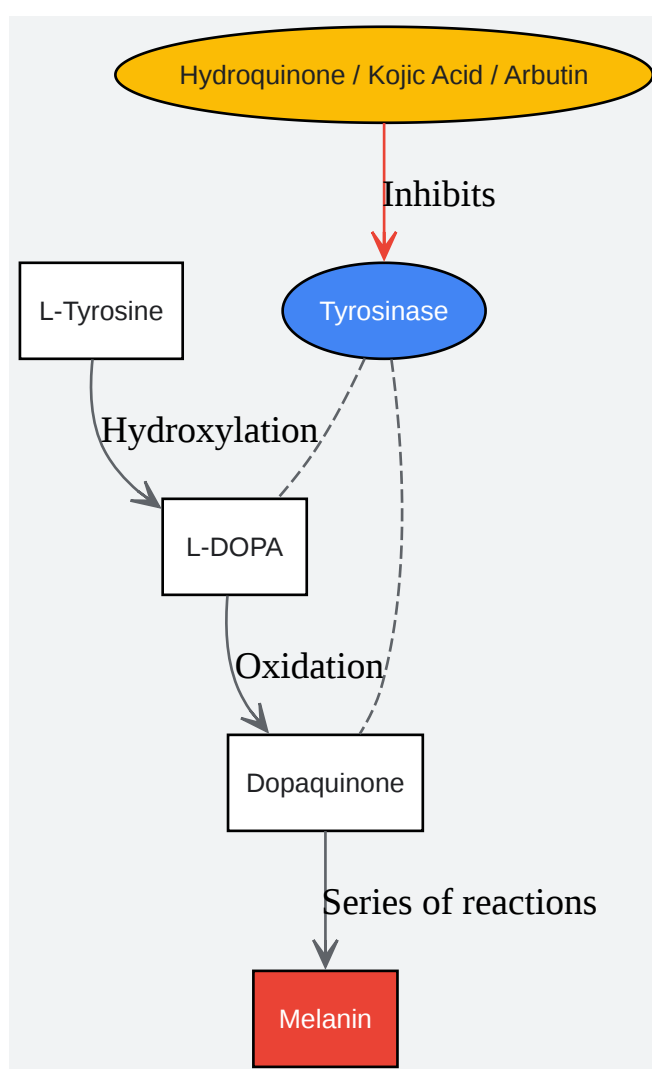 Hydroquinone / Kojic Acid / Arbutin
Inhibits
L-Tyrosine
Tyrosinase
Hydroxylation
L-DOPA
Oxidation
Dopaquinone
Series of reactions
Melanin